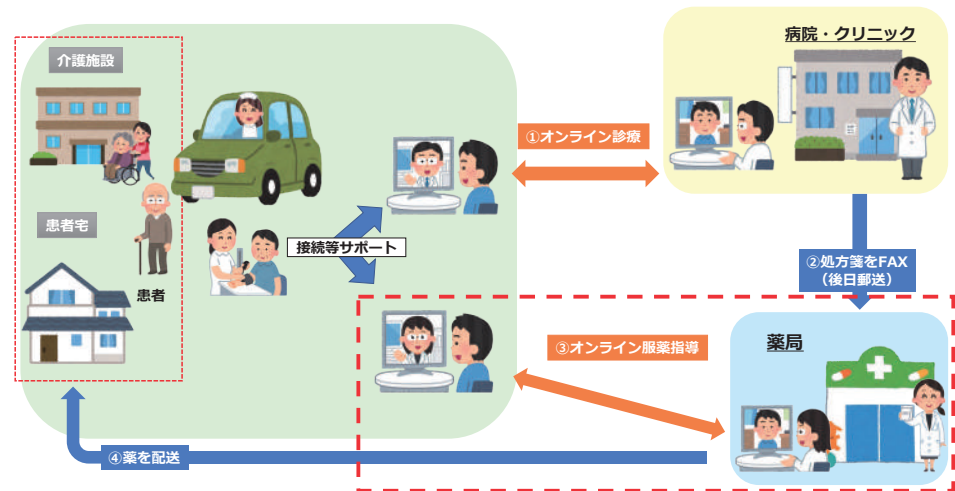 介護施設
患者宅
患者
接続等サポート
①オンライン診療
病院・クリニック
②処方箋をFAX
（後日郵送）
③オンライン服薬指導
薬局
④薬を配送